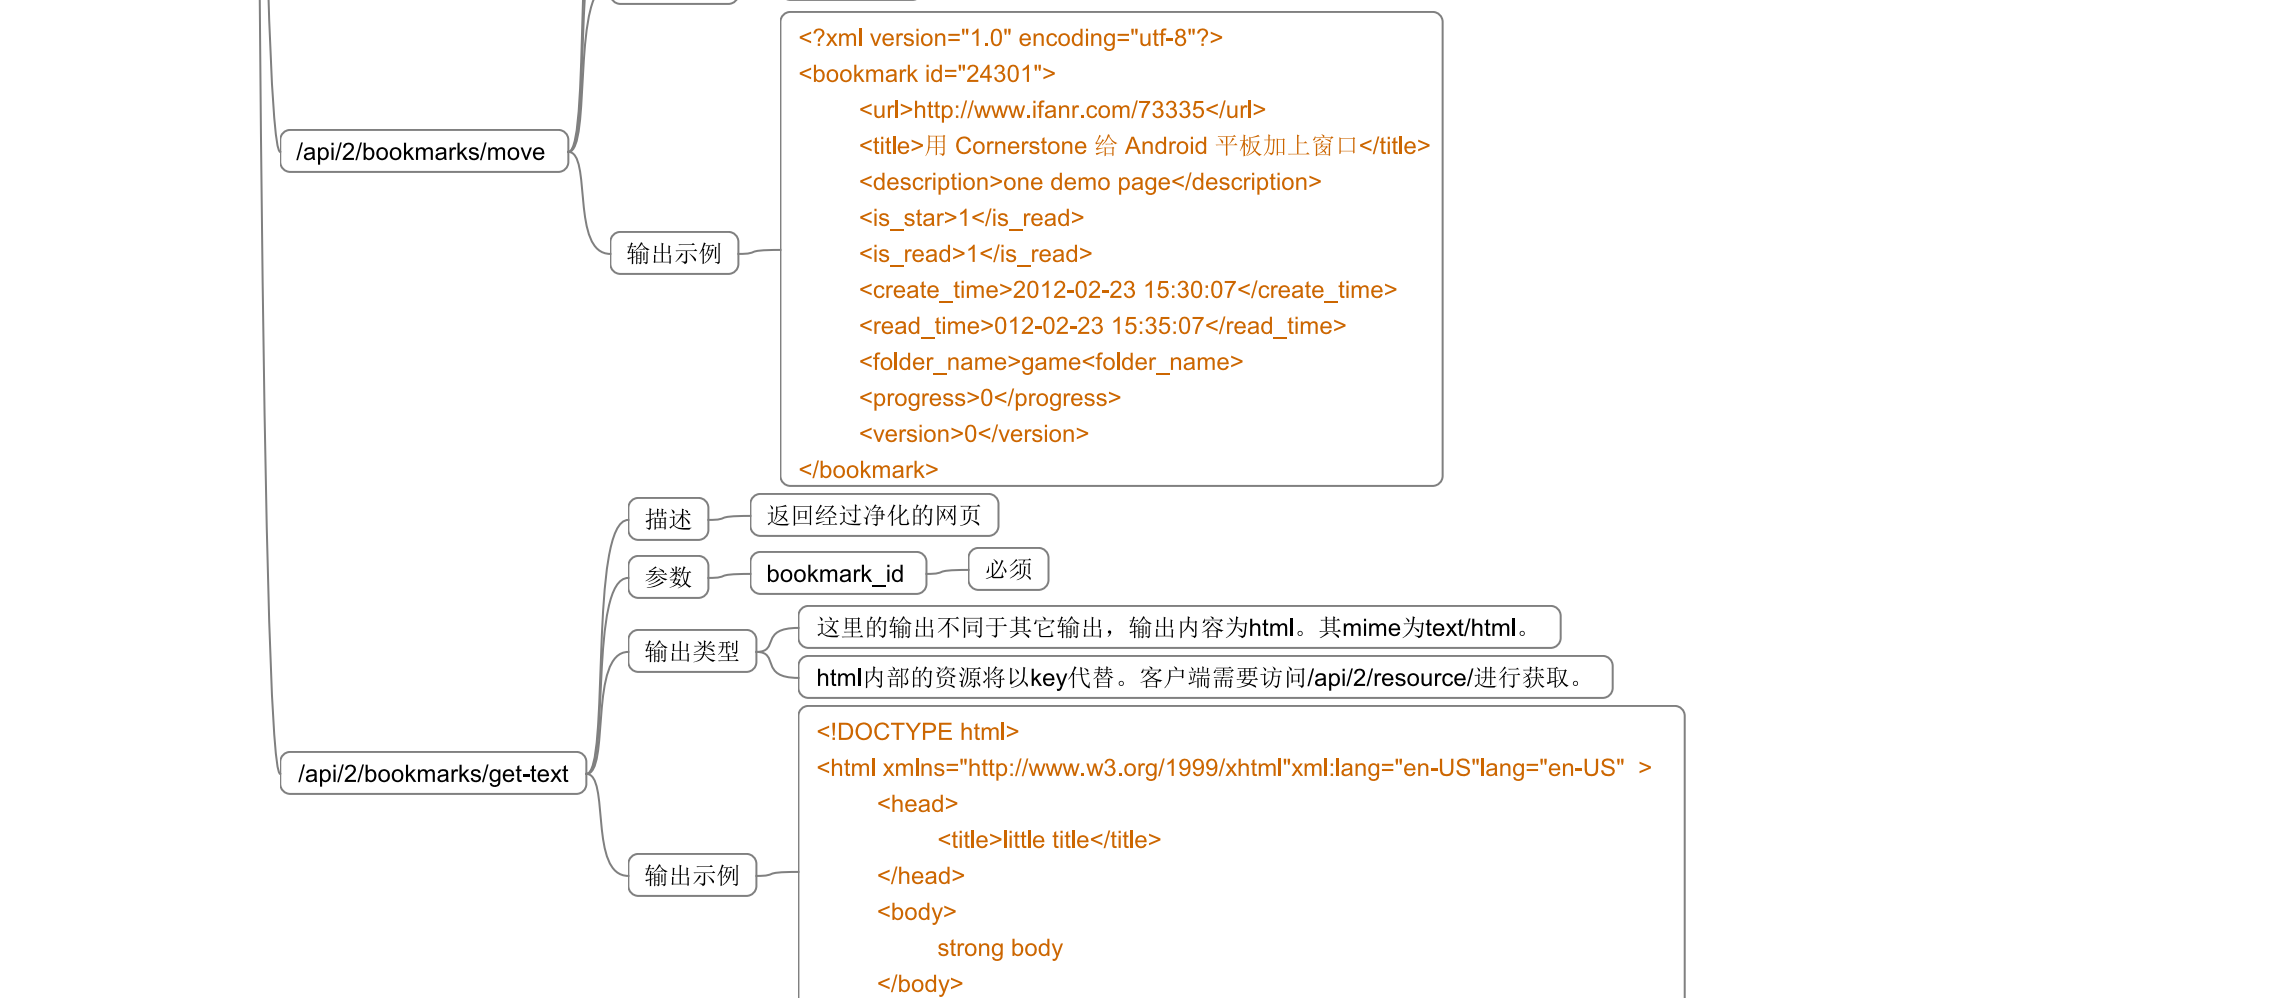 /api/2/bookmarks/move
输出示例
<?xml version="1.0" encoding="utf-8"?>
<bookmark id="24301">
<url>http://www.ifanr.com/73335</url>
<title>用 Cornerstone 给 Android 平板加上窗口</title>
<description>one demo page</description>
<is_star>1</is_read>
<is_read>1</is_read>
<create_time>2012-02-23 15:30:07</create_time>
<read_time>012-02-23 15:35:07</read_time>
<folder_name>game<folder_name>
<progress>0</progress>
<version>0</version>
</bookmark>
/api/2/bookmarks/get-text
描述
返回经过净化的网页
参数
bookmark_id
必须
输出类型
这里的输出不同于其它输出，输出内容为html。其mime为text/html。
html内部的资源将以key代替。客户端需要访问/api/2/resource/进行获取。
输出示例
<!DOCTYPE html>
<html xmlns="http://www.w3.org/1999/xhtml"xml:lang="en-US"lang="en-US"  >
<head>
<title>little title</title>
</head>
<body>
strong body
</body>